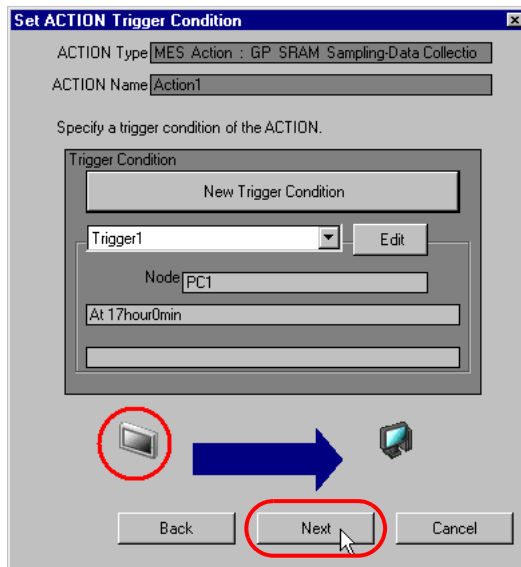 Set ACTION Trigger Condition
ACTION Type MES Action : GP SRAM Sampling-Data Collectio
ACTION Name Action1
Specify a trigger condition of the ACTION.
Trigger Condition
New Trigger Condition
Trigger1 Edit
Node PC1
At 17hour0min
Back Next Cancel